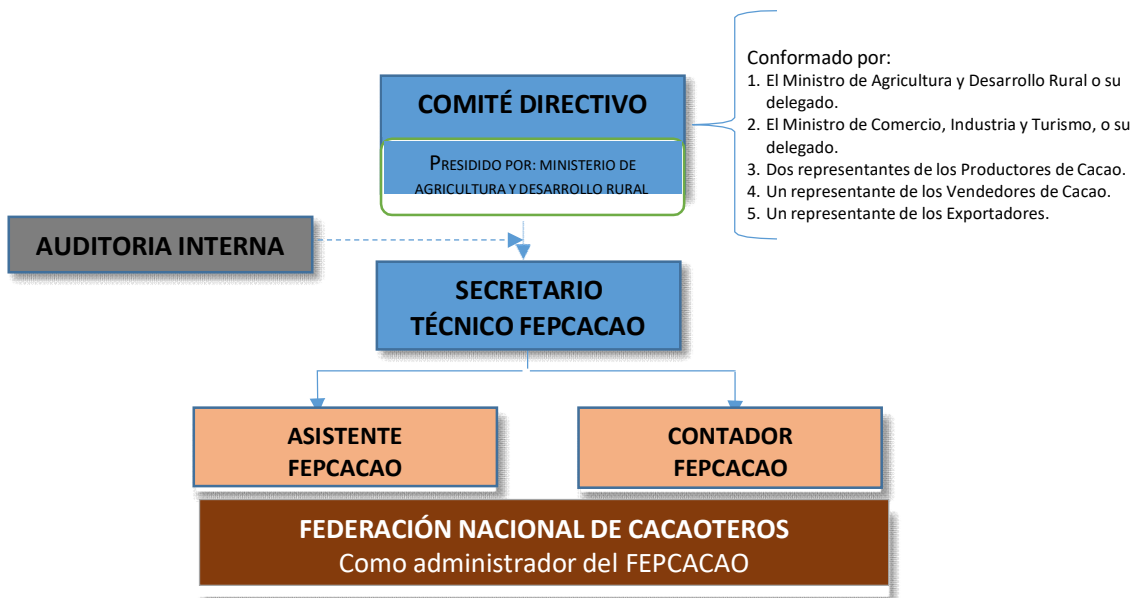 COMITÉ DIRECTIVO
PRESIDIDO POR: MINISTERIO DE
AGRICULTURA Y DESARROLLO RURAL
Conformado por:
1. El Ministro de Agricultura y Desarrollo Rural o su
delegado.
2. El Ministro de Comercio, Industria y Turismo, o su
delegado.
3. Dos representantes de los Productores de Cacao.
4. Un representante de los Vendedores de Cacao.
5. Un representante de los Exportadores.
AUDITORIA INTERNA
SECRETARIO
TÉCNICO FEPCACAO
ASISTENTE
FEPCACAO
CONTADOR
FEPCACAO
FEDERACIÓN NACIONAL DE CACAOTEROS
Como administrador del FEPCACAO